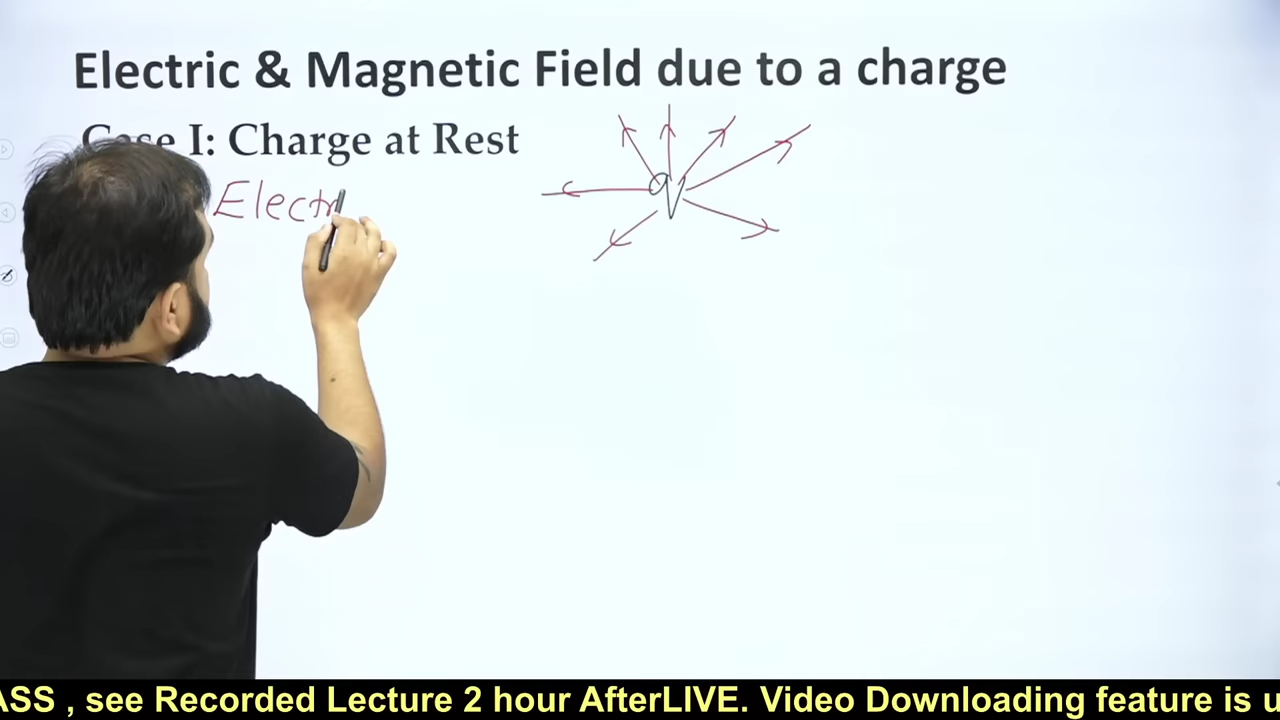 Electric & Magnetic Field due to a charge
Case I: Charge at Rest
Electr
q
ASS , see Recorded Lecture 2 hour AfterLIVE. Video Downloading feature is u